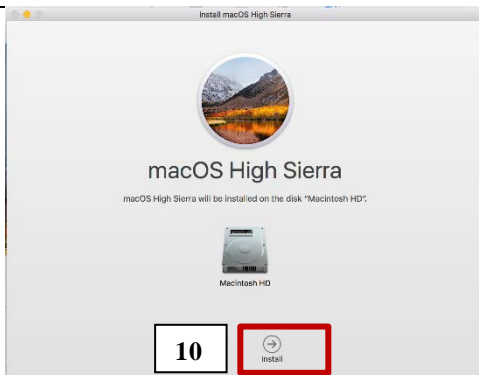 Install macOS High Sierra
macOS High Sierra
macOS High Sierra will be installed on the disk "Macintosh HD".
Macintosh HD
10
Install